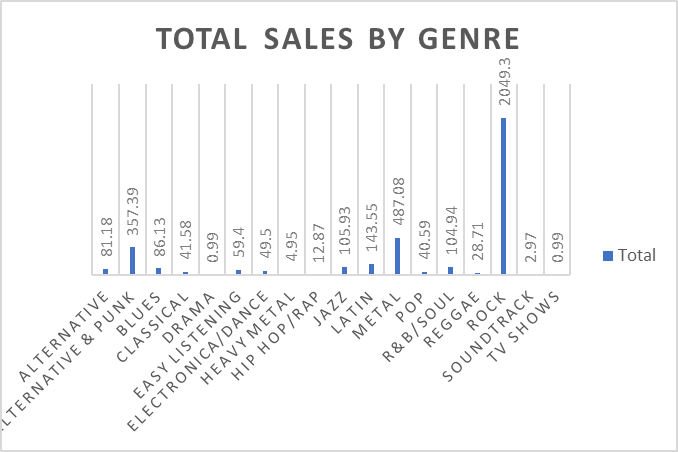 TOTAL SALES BY GENRE
81.18
357.39
86.13
41.58
0.99
59.4
49.5
4.95
12.87
105.93
143.55
487.08
40.59
104.94
28.71
2049.3
2.97
0.99
ALTERNATIVE
LTERNATIVE & PUNK
BLUES
CLASSICAL
DRAMA
EASY LISTENING
ELECTRONICA/DANCE
HEAVY METAL
HIP HOP/RAP
JAZZ
LATIN
METAL
POP
R&B/SOUL
REGGAE
ROCK
SOUNDTRACK
TV SHOWS
Total